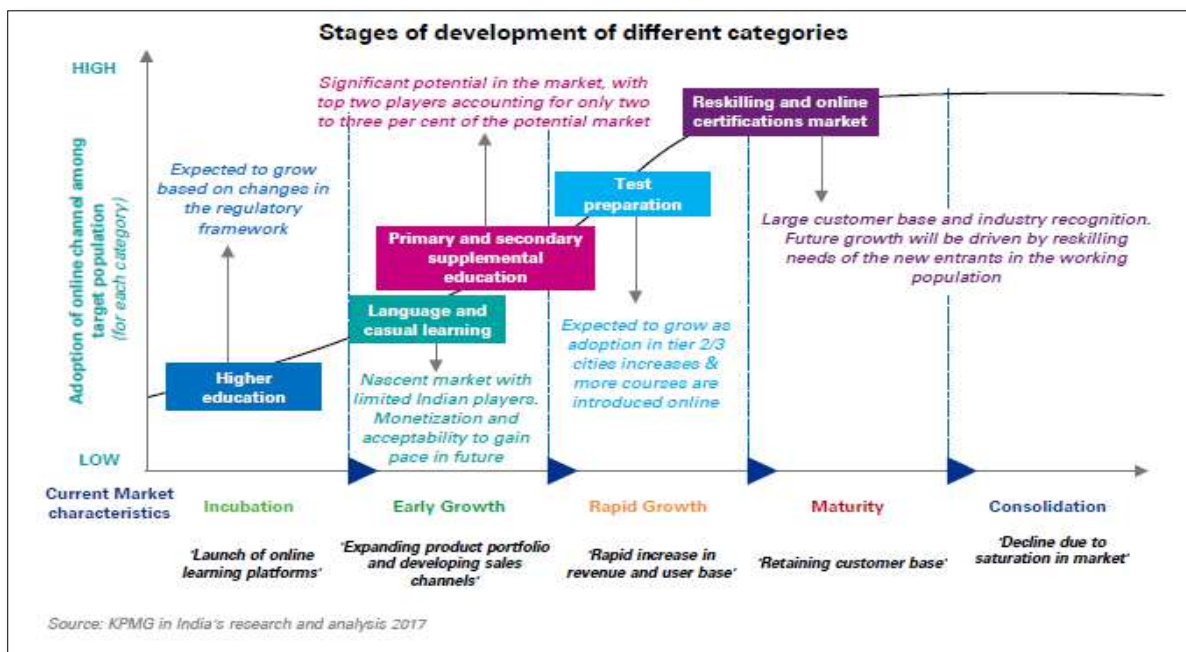 Stages of development of different categories
HIGH
Adoption of online channel among
target population
(for each category)
LOW
Significant potential in the market, with
top two players accounting for only two
to three per cent of the potential market
Reskilling and online
certifications market
Expected to grow
based on changes in
the regulatory
framework
Test
preparation
Primary and secondary
supplemental
education
Large customer base and industry recognition.
Future growth will be driven by reskilling
needs of the new entrants in the working
population
Language and
casual learning
Expected to grow as
adoption in tier 2/3
cities increases &
more courses are
introduced online
Higher
education
Nascent market with
limited Indian players.
Monetization and
acceptability to gain
pace in future
Current Market
characteristics
Incubation
Early Growth
Rapid Growth
Maturity
Consolidation
'Launch of online
learning platforms'
'Expanding product portfolio
and developing sales
channels'
'Rapid increase in
revenue and user base'
'Retaining customer base'
'Decline due to
saturation in market'
Source: KPMG in India's research and analysis 2017